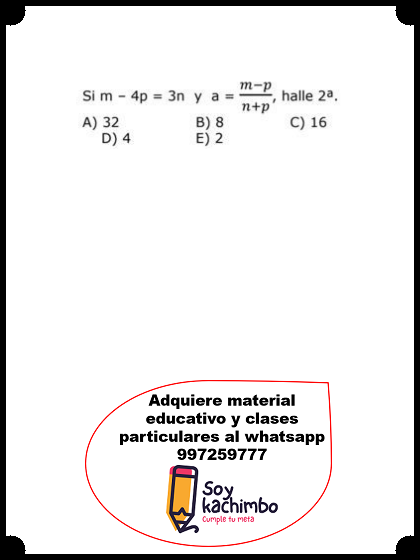 Si m – 4p = 3n y a = \frac{m-p}{n+p}, halle 2ª.
A) 32 B) 8 C) 16
D) 4 E) 2
Adquiere material
educativo y clases
particulares al whatsapp
997259777
Soy
kachimbo
Cumple tu meta